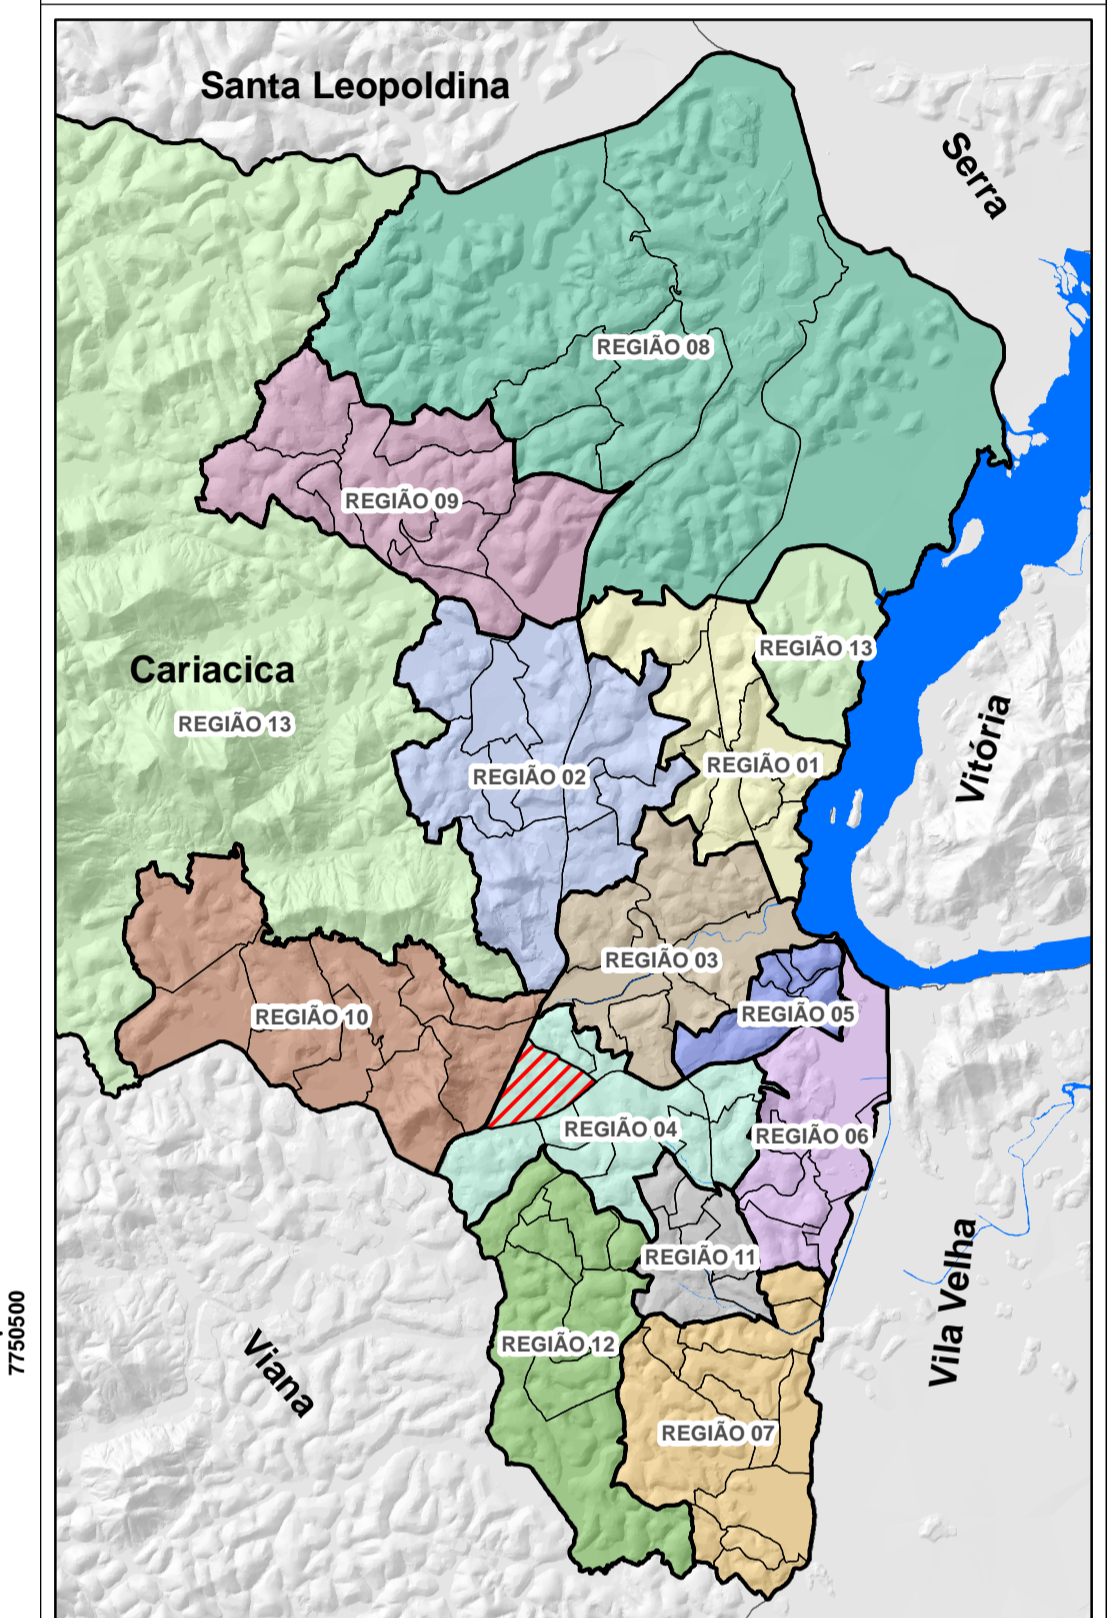 Santa Leopoldina
Serra
REGIÃO 08
REGIÃO 09
REGIÃO 13
Cariacica
REGIÃO 13
Vitória
REGIÃO 01
REGIÃO 02
REGIÃO 03
REGIÃO 05
REGIÃO 10
REGIÃO 04
REGIÃO 06
REGIÃO 11
Vila Velha
7750500
REGIÃO 12
Viana
REGIÃO 07